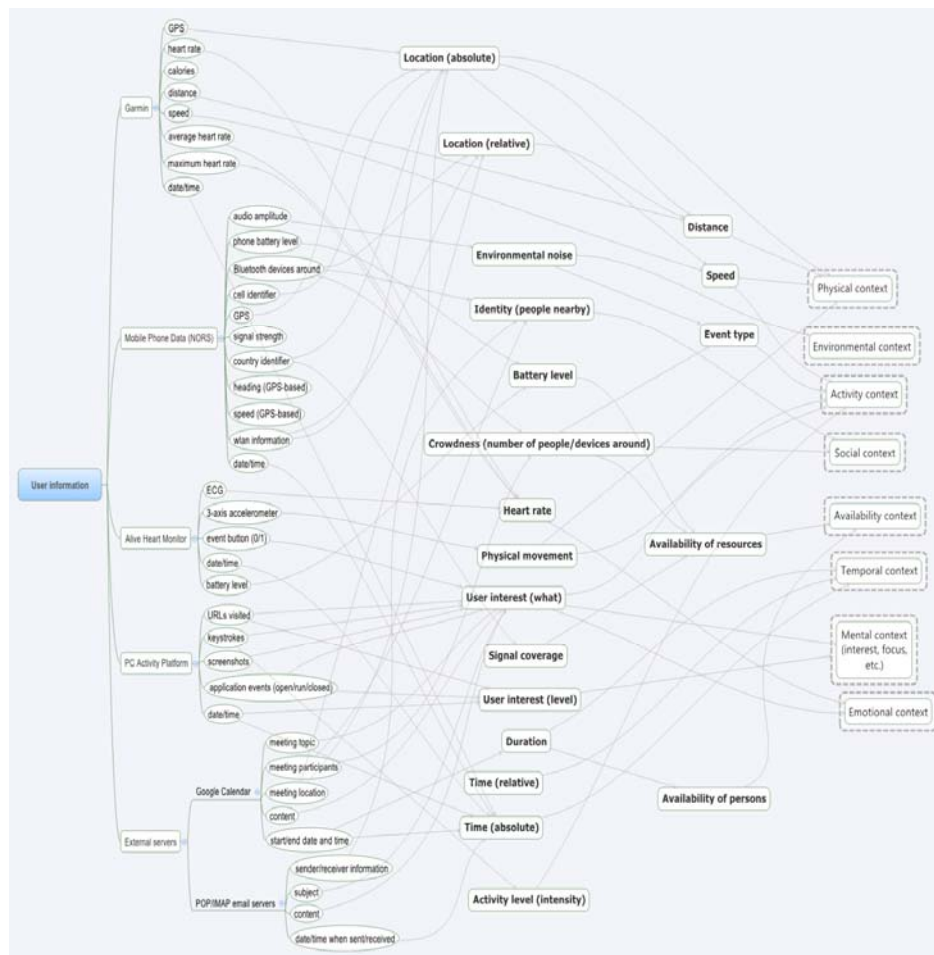 User information
Garmin
GPS
heart rate
calories
distance
speed
average heart rate
maximum heart rate
date/time
Mobile Phone Data (NORS)
audio amplitude
phone battery level
Bluetooth devices around
cell identifier
GPS
signal strength
country identifier
heading (GPS-based)
speed (GPS-based)
wlan information
date/time
Alive Heart Monitor
ECG
3-axis accelerometer
event button (0/1)
date/time
battery level
PC Activity Platform
URLs visited
keystrokes
screenshots
application events (open/run/closed)
date/time
External servers
Google Calendar
meeting topic
meeting participants
meeting location
content
start/end date and time
POP/IMAP email servers
sender/receiver information
subject
content
date/time when sent/received
Location (absolute)
Location (relative)
Environmental noise
Identity (people nearby)
Battery level
Crowdness (number of people/devices around)
Heart rate
Physical movement
User interest (what)
Signal coverage
User interest (level)
Duration
Time (relative)
Time (absolute)
Activity level (intensity)
Distance
Speed
Event type
Availability of resources
Availability of persons
Physical context
Environmental context
Activity context
Social context
Availability context
Temporal context
Mental context
(interest, focus,
etc.)
Emotional context